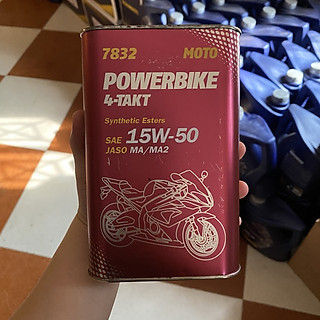 7832 MOTO
POWERBIKE
4-TAKT
Synthetic Esters
SAE 15W-50
JASO MA/MA2